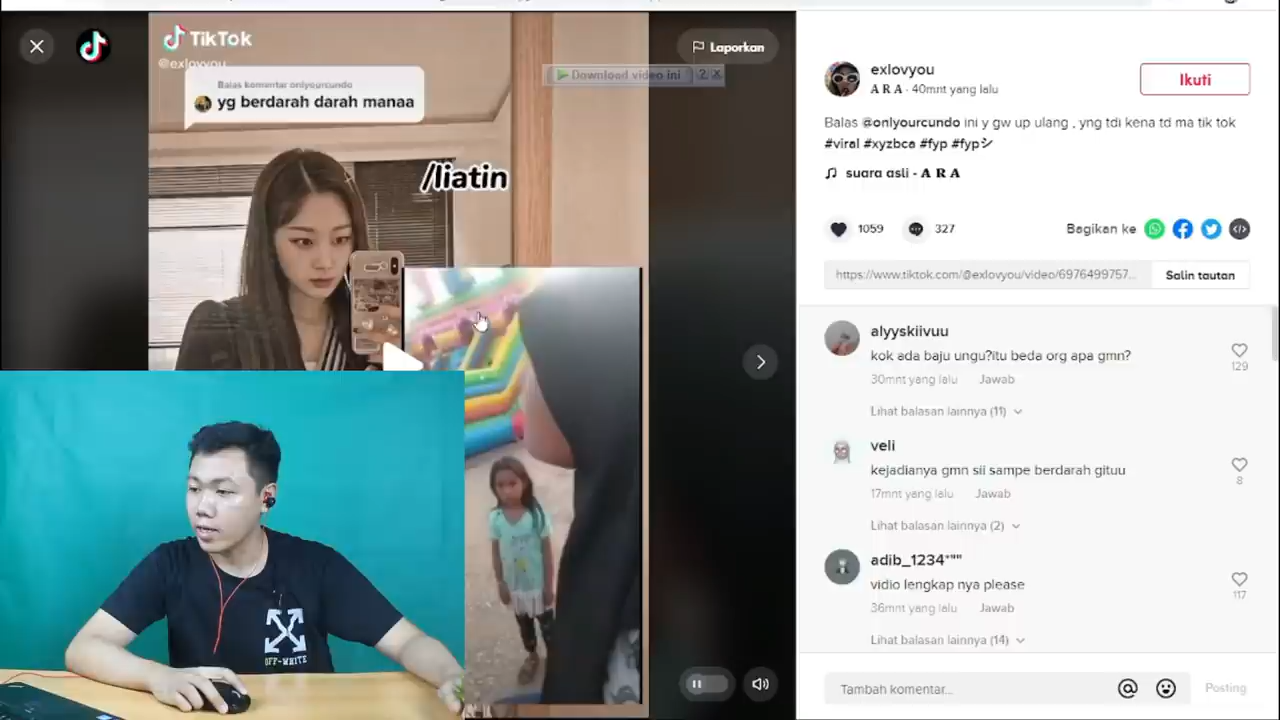 TikTok
@exlovyou
Laporkan
Download video ini
2
X
Balas komentar onlyourcundo
yg berdarah darah manaa
/liatin
OFF-WHITE
exlovyou
A R A · 40mnt yang lalu
Ikuti
Balas @onlyourcundo ini y gw up ulang , yng tdi kena td ma tik tok
#viral #xyzbca #fyp #fypシ
suara asli - A R A
1059
327
Bagikan ke
https://www.tiktok.com/@exlovyou/video/6976499757...
Salin tautan
alyyskiivuu
kok ada baju ungu?itu beda org apa gmn?
129
30mnt yang lalu Jawab
Lihat balasan lainnya (11)
veli
kejadianya gmn sii sampe berdarah gituu
8
17mnt yang lalu Jawab
Lihat balasan lainnya (2)
adib_1234*""
vidio lengkap nya please
117
36mnt yang lalu Jawab
Lihat balasan lainnya (14)
Tambah komentar...
@
Posting